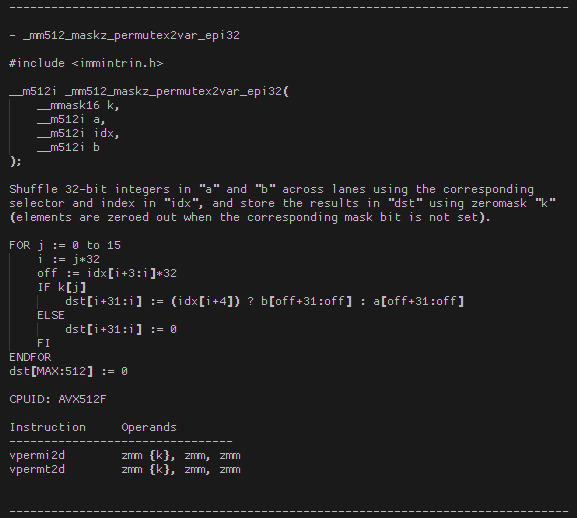 --------------------------------------------------------------------------------
- _mm512_maskz_permutex2var_epi32
#include <immintrin.h>
__m512i _mm512_maskz_permutex2var_epi32(
    __mmask16 k,
    __m512i a,
    __m512i idx,
    __m512i b
);
Shuffle 32-bit integers in "a" and "b" across lanes using the corresponding
selector and index in "idx", and store the results in "dst" using zeromask "k"
(elements are zeroed out when the corresponding mask bit is not set).
FOR j := 0 to 15
    i := j*32
    off := idx[i+3:i]*32
    IF k[j]
        dst[i+31:i] := (idx[i+4]) ? b[off+31:off] : a[off+31:off]
    ELSE
        dst[i+31:i] := 0
    FI
ENDFOR
dst[MAX:512] := 0
CPUID: AVX512F
Instruction     Operands
--------------------------------
vpermi2d        zmm {k}, zmm, zmm
vpermt2d        zmm {k}, zmm, zmm
--------------------------------------------------------------------------------